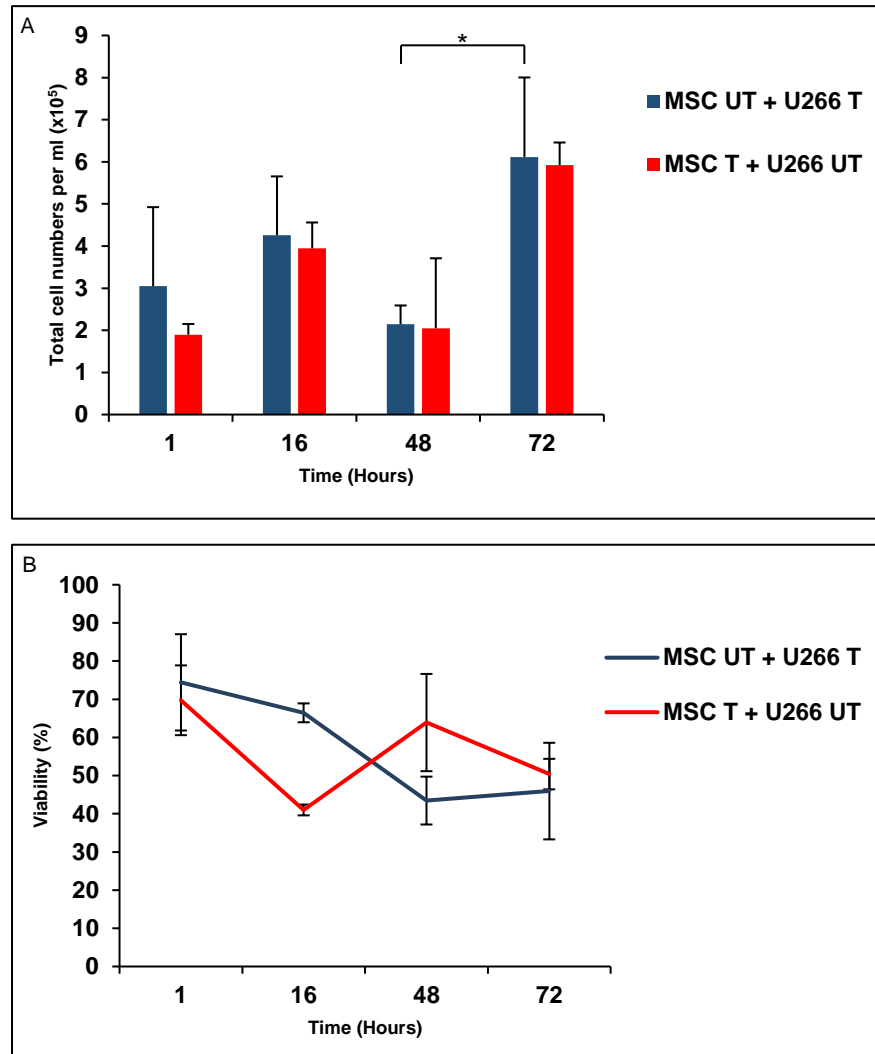 A
*
9
8
7
6
5
4
3
2
1
0
Total cell numbers per ml (x10⁵)
1 16 48 72
Time (Hours)
MSC UT + U266 T
MSC T + U266 UT
B
100
90
80
70
60
50
40
30
20
10
0
Viability (%)
1 16 48 72
Time (Hours)
MSC UT + U266 T
MSC T + U266 UT